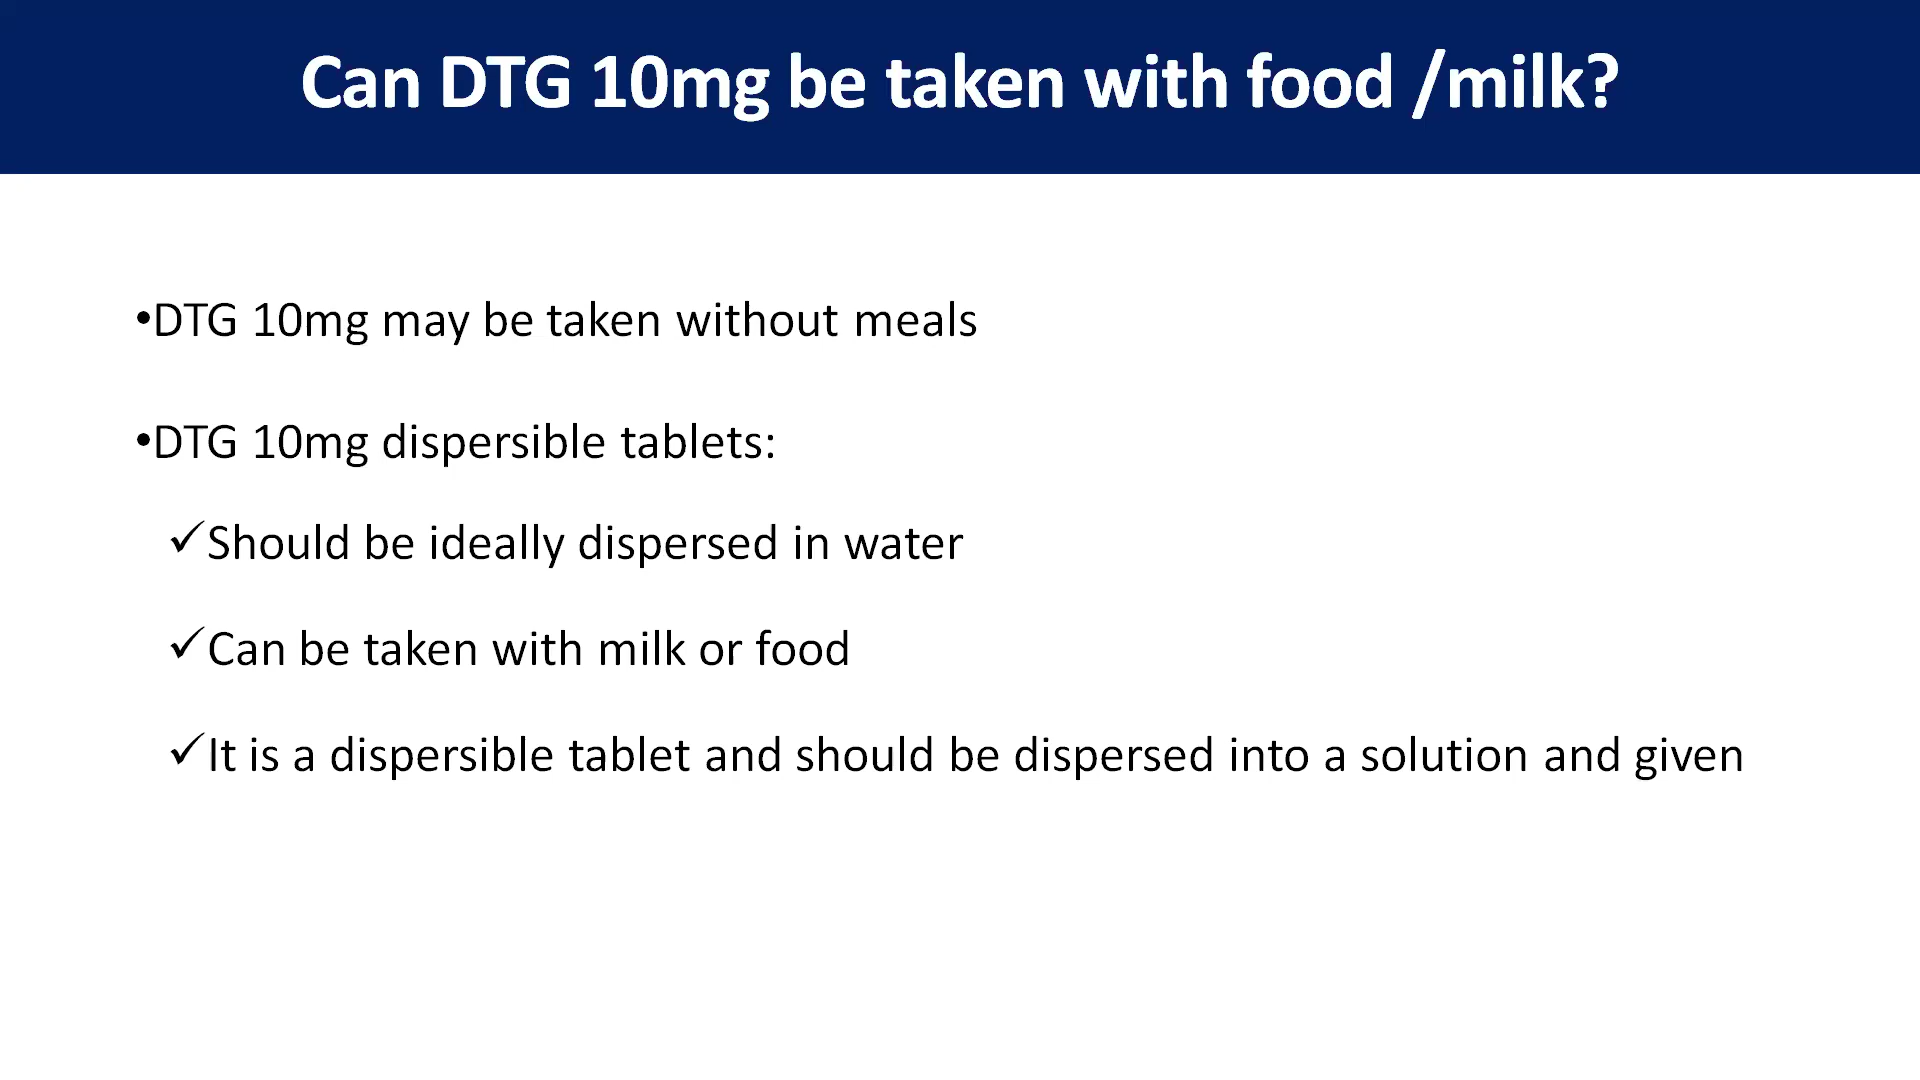 Can DTG 10mg be taken with food /milk?
•DTG 10mg may be taken without meals
•DTG 10mg dispersible tablets:
✓Should be ideally dispersed in water
✓Can be taken with milk or food
✓It is a dispersible tablet and should be dispersed into a solution and given